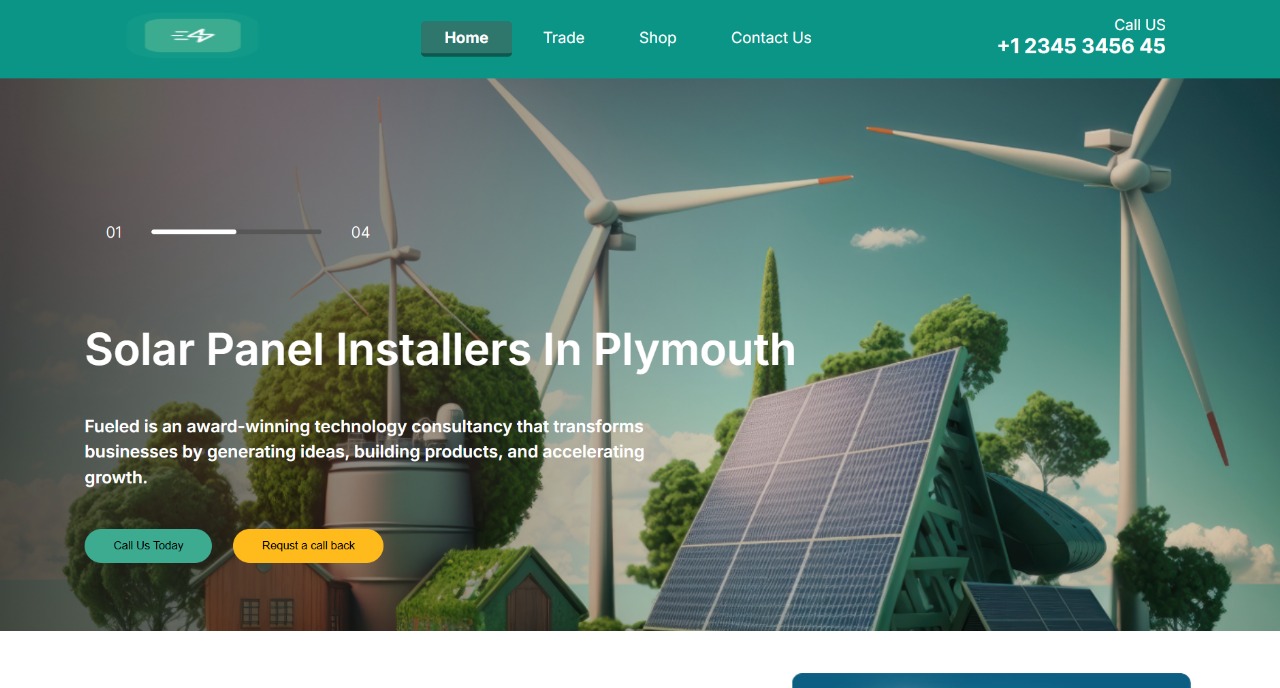 Home
Trade
Shop
Contact Us
Call US
+1 2345 3456 45
01
04
Solar Panel Installers In Plymouth
Fueled is an award-winning technology consultancy that transforms
businesses by generating ideas, building products, and accelerating
growth.
Call Us Today
Requst a call back